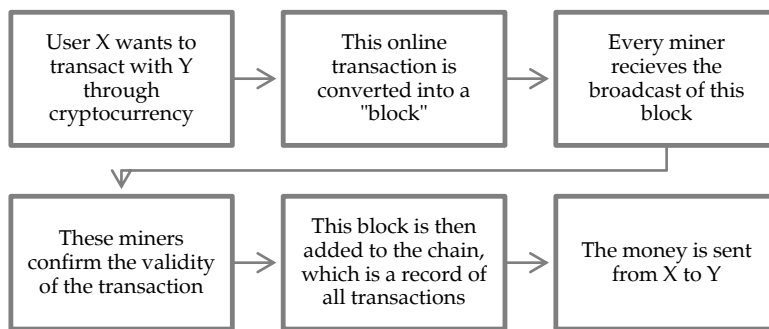 User X wants to
transact with Y
through
cryptocurrency
This online
transaction is
converted into a
"block"
Every miner
recieves the
broadcast of this
block
These miners
confirm the validity
of the transaction
This block is then
added to the chain,
which is a record of
all transactions
The money is sent
from X to Y